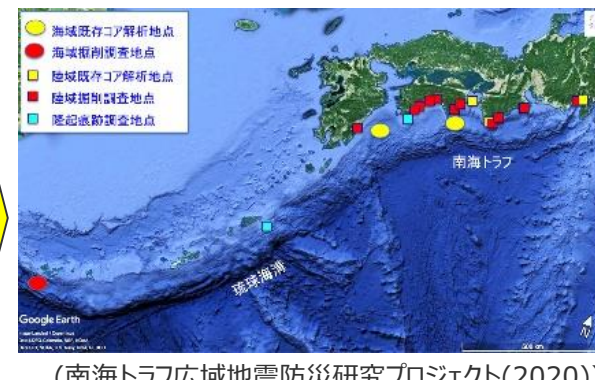 海域既存コア解析地点
海域掘削調査地点
陸域既存コア解析地点
陸域掘削調査地点
隆起痕跡調査地点
南海トラフ
琉球海溝
Google Earth
N
(南海トラフ広域地震防災研究プロジェクト(2020))